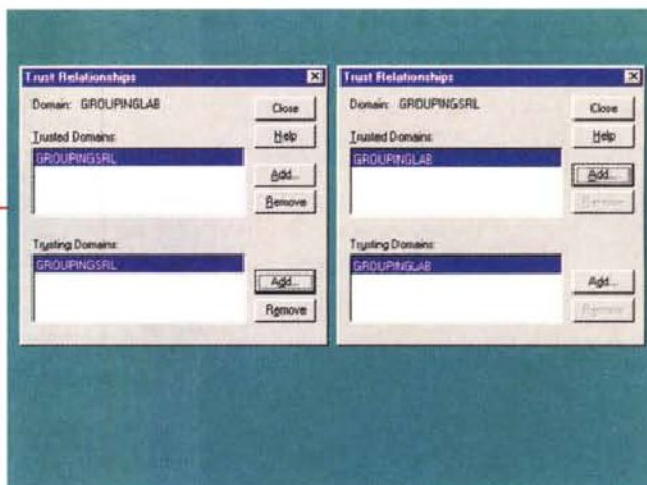 Trust Relationships
Domain: GROUPINGLAB
Close
Trusted Domains:
Help
GROUPINGSRL
Add...
Remove
Trusting Domains:
GROUPINGSRL
Add...
Remove
Trust Relationships
Domain: GROUPINGSRL
Close
Trusted Domains:
Help
GROUPINGLAB
Add...
Remove
Trusting Domains:
GROUPINGLAB
Add...
Remove